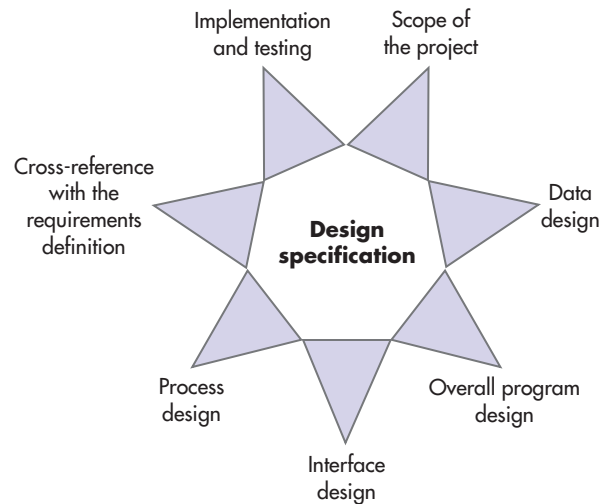 Implementation
and testing
Scope of
the project
Cross-reference
with the
requirements
definition
Data
design
Design
specification
Process
design
Overall program
design
Interface
design